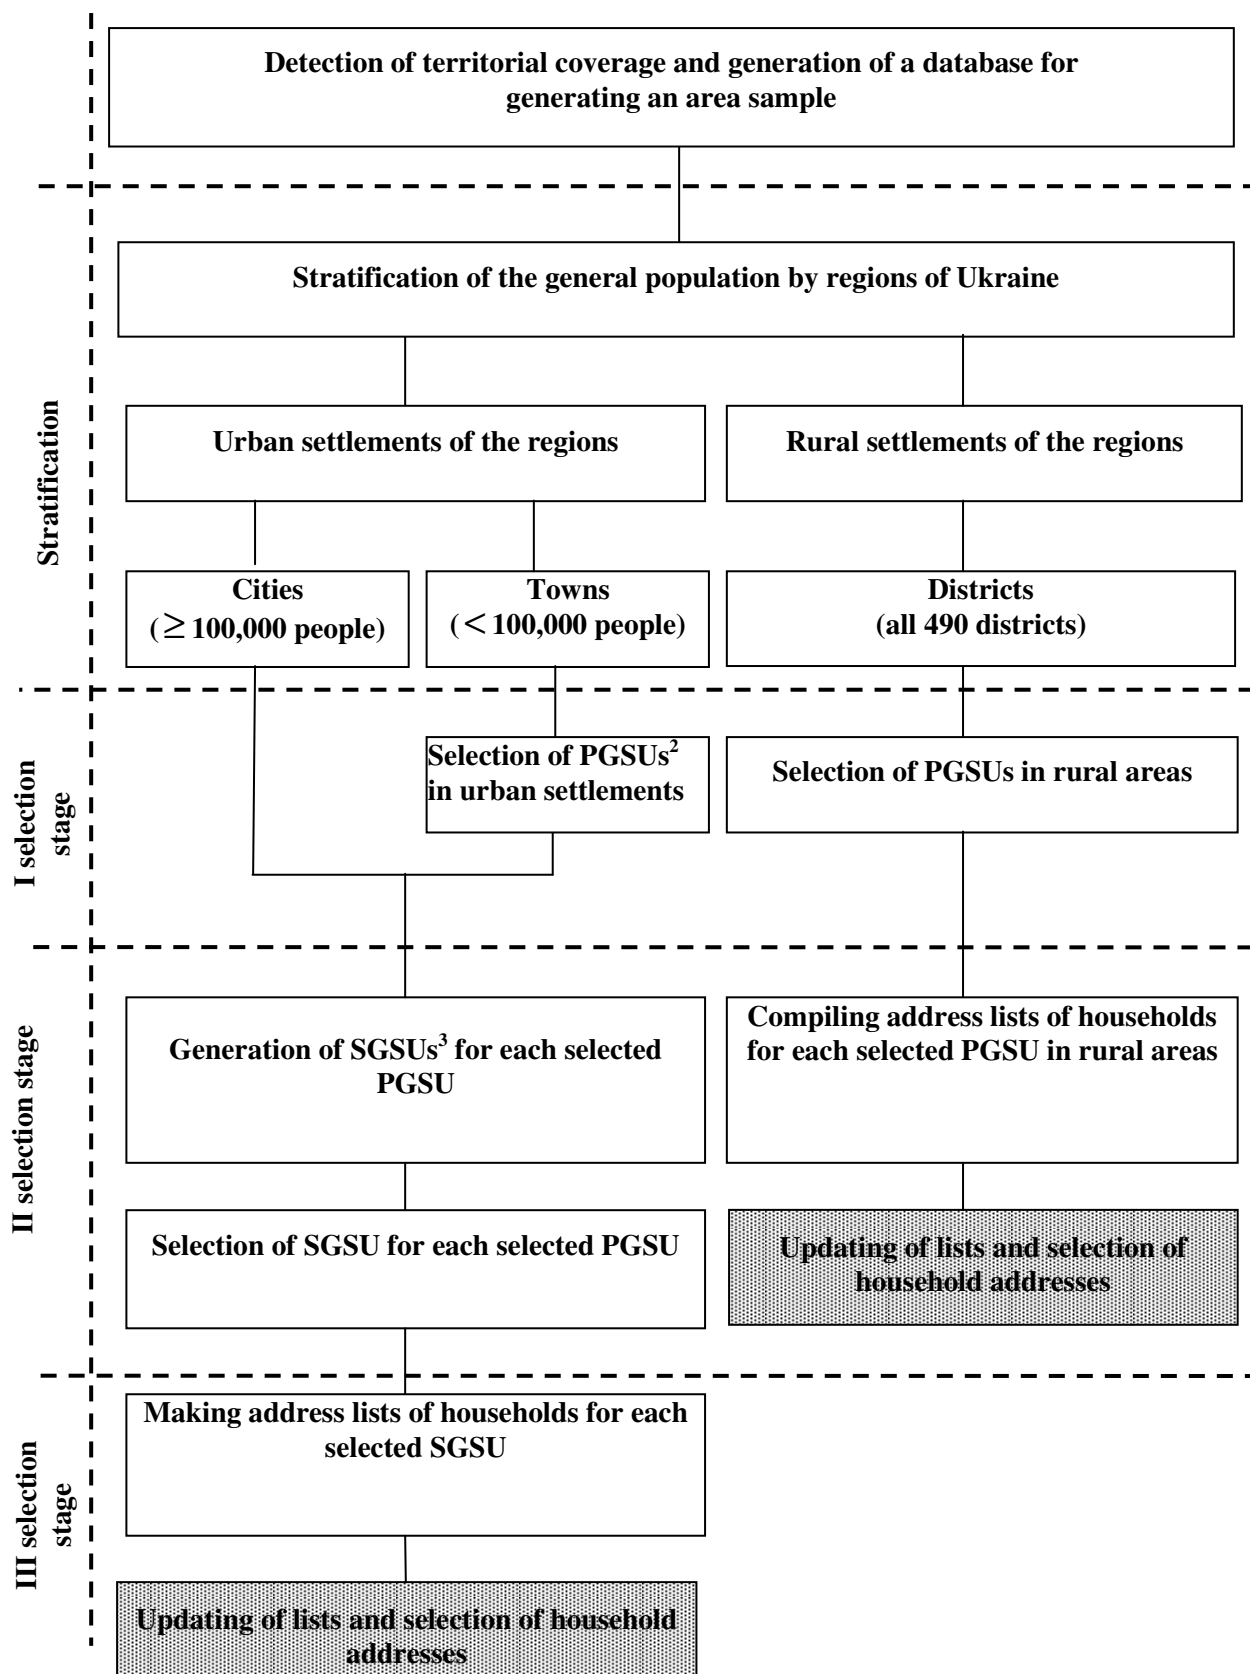 Detection of territorial coverage and generation of a database for
generating an area sample
Stratification
Stratification of the general population by regions of Ukraine
Urban settlements of the regions
Rural settlements of the regions
Cities
(≥ 100,000 people)
Towns
(< 100,000 people)
Districts
(all 490 districts)
I selection
stage
Selection of PGSUs²
in urban settlements
Selection of PGSUs in rural areas
II selection stage
Generation of SGSUs³ for each selected
PGSU
Compiling address lists of households
for each selected PGSU in rural areas
Selection of SGSU for each selected PGSU
Updating of lists and selection of
household addresses
III selection
stage
Making address lists of households for each
selected SGSU
Updating of lists and selection of household
addresses